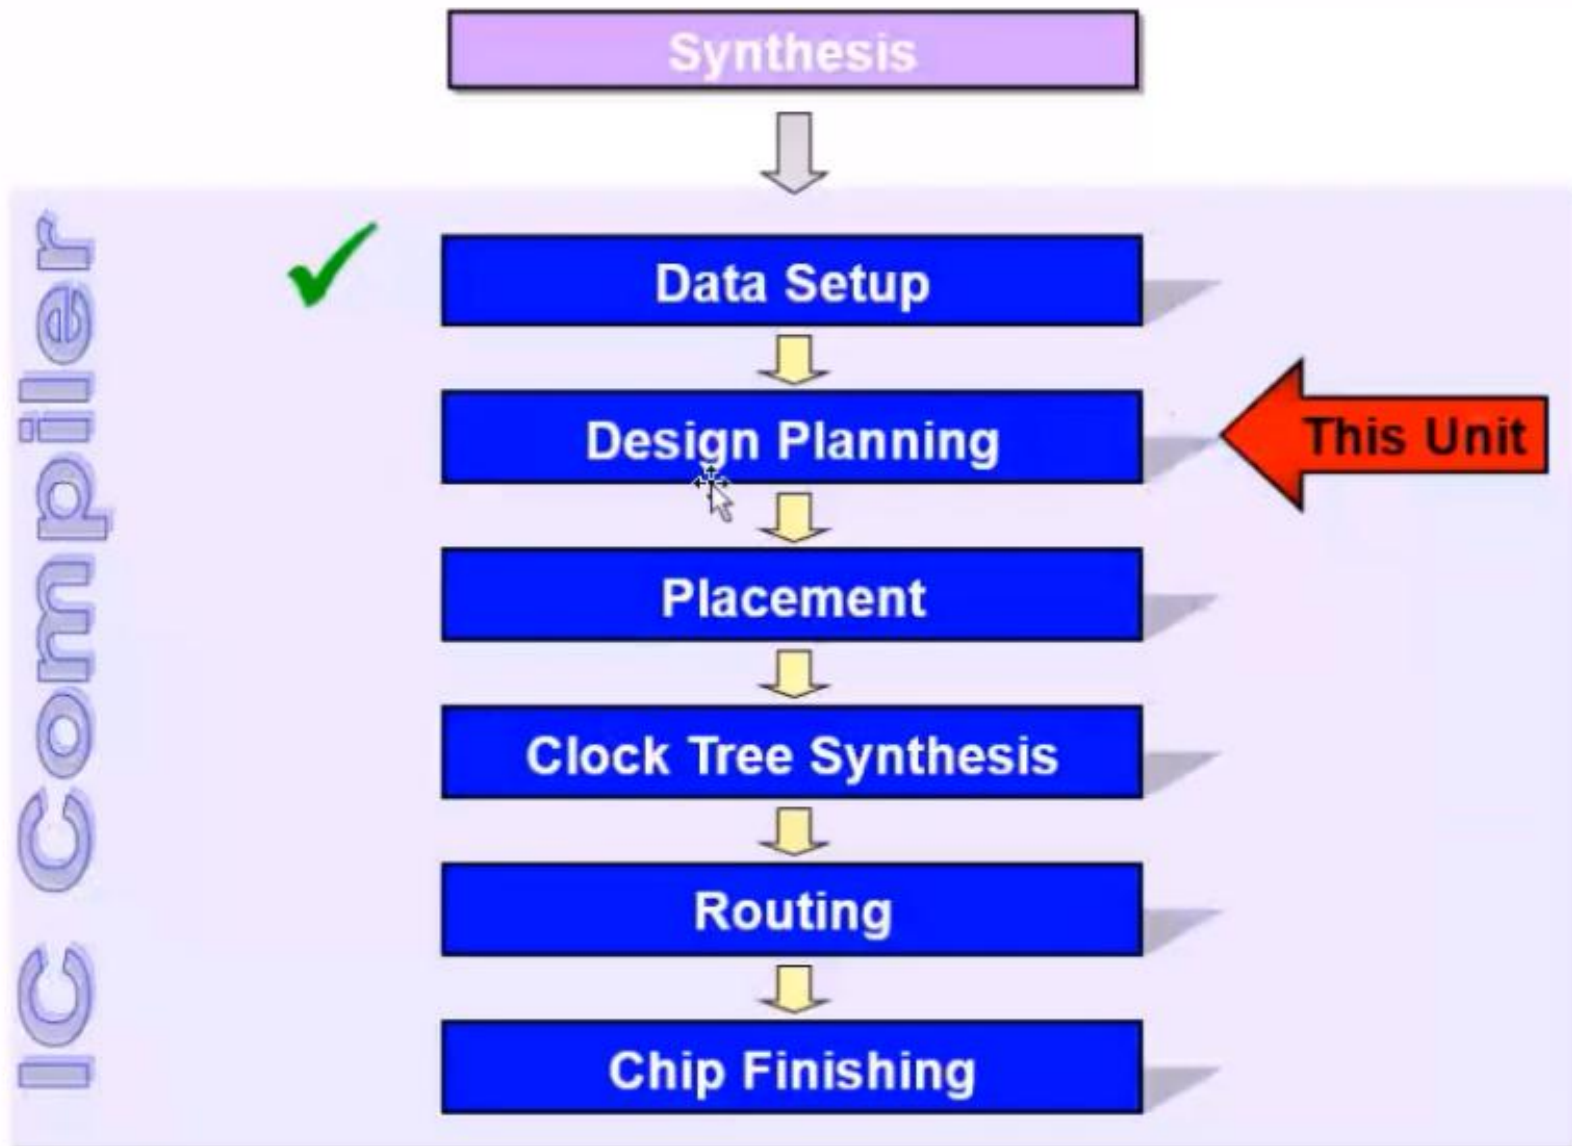 Synthesis
IC Compiler
Data Setup
Design Planning
This Unit
Placement
Clock Tree Synthesis
Routing
Chip Finishing